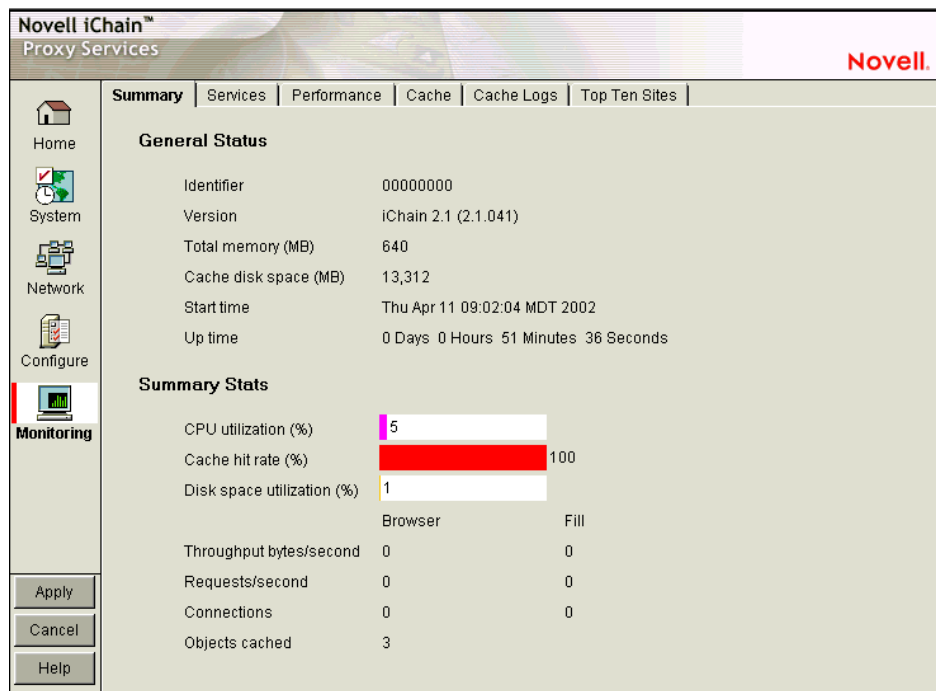 Novell iChain™
Proxy Services
Novell.
Summary Services Performance Cache Cache Logs Top Ten Sites
Home
System
Network
Configure
Monitoring
General Status
Identifier 00000000
Version iChain 2.1 (2.1.041)
Total memory (MB) 640
Cache disk space (MB) 13,312
Start time Thu Apr 11 09:02:04 MDT 2002
Up time 0 Days 0 Hours 51 Minutes 36 Seconds
Summary Stats
CPU utilization (%) 5
Cache hit rate (%) 100
Disk space utilization (%) 1
Browser Fill
Throughput bytes/second 0 0
Requests/second 0 0
Connections 0 0
Objects cached 3
Apply
Cancel
Help